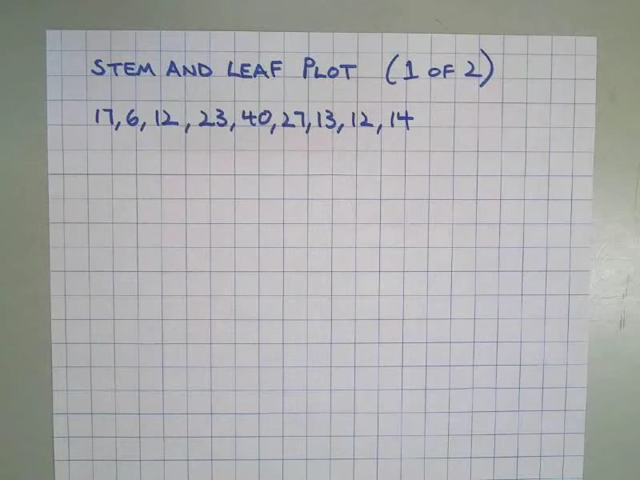 STEM AND LEAF PLOT (1 OF 2)
17, 6, 12, 23, 40, 27, 13, 12, 14